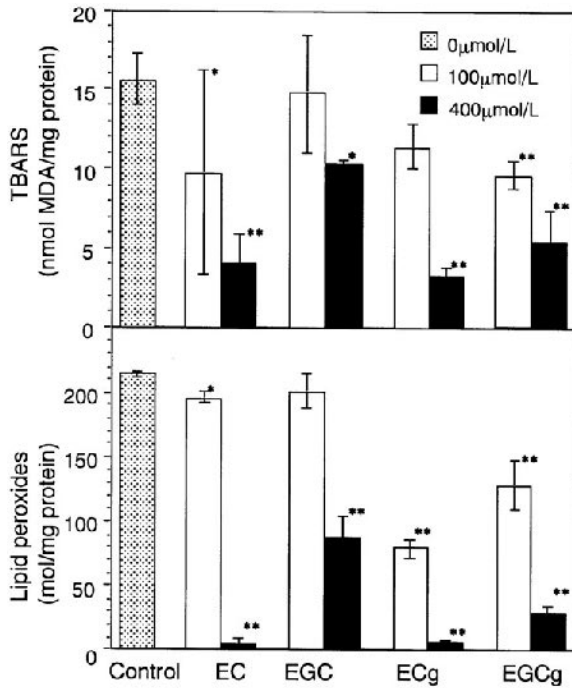 20
15
10
5
0
TBARS
(nmol MDA/mg protein)
0μmol/L
100μmol/L
400μmol/L
*
**
*
**
**
**
200
150
100
50
0
Lipid peroxides
(mol/mg protein)
*
**
**
**
**
**
**
Control EC EGC ECg EGCg